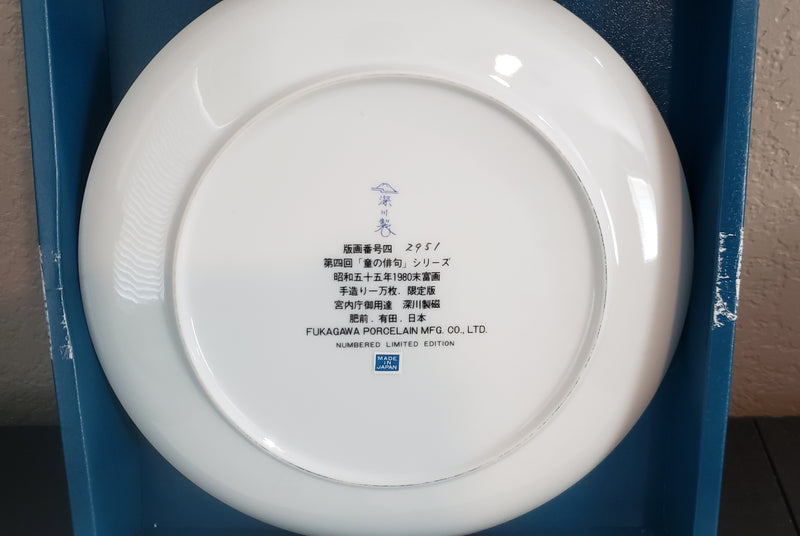 深川製
版画番号四 2951
第四回「童の俳句」シリーズ
昭和五十五年1980末富画
手造り一万枚．限定版
宮内庁御用達 深川製磁
肥前．有田．日本
FUKAGAWA PORCELAIN MFG. CO., LTD.
NUMBERED LIMITED EDITION
MADE
IN
JAPAN